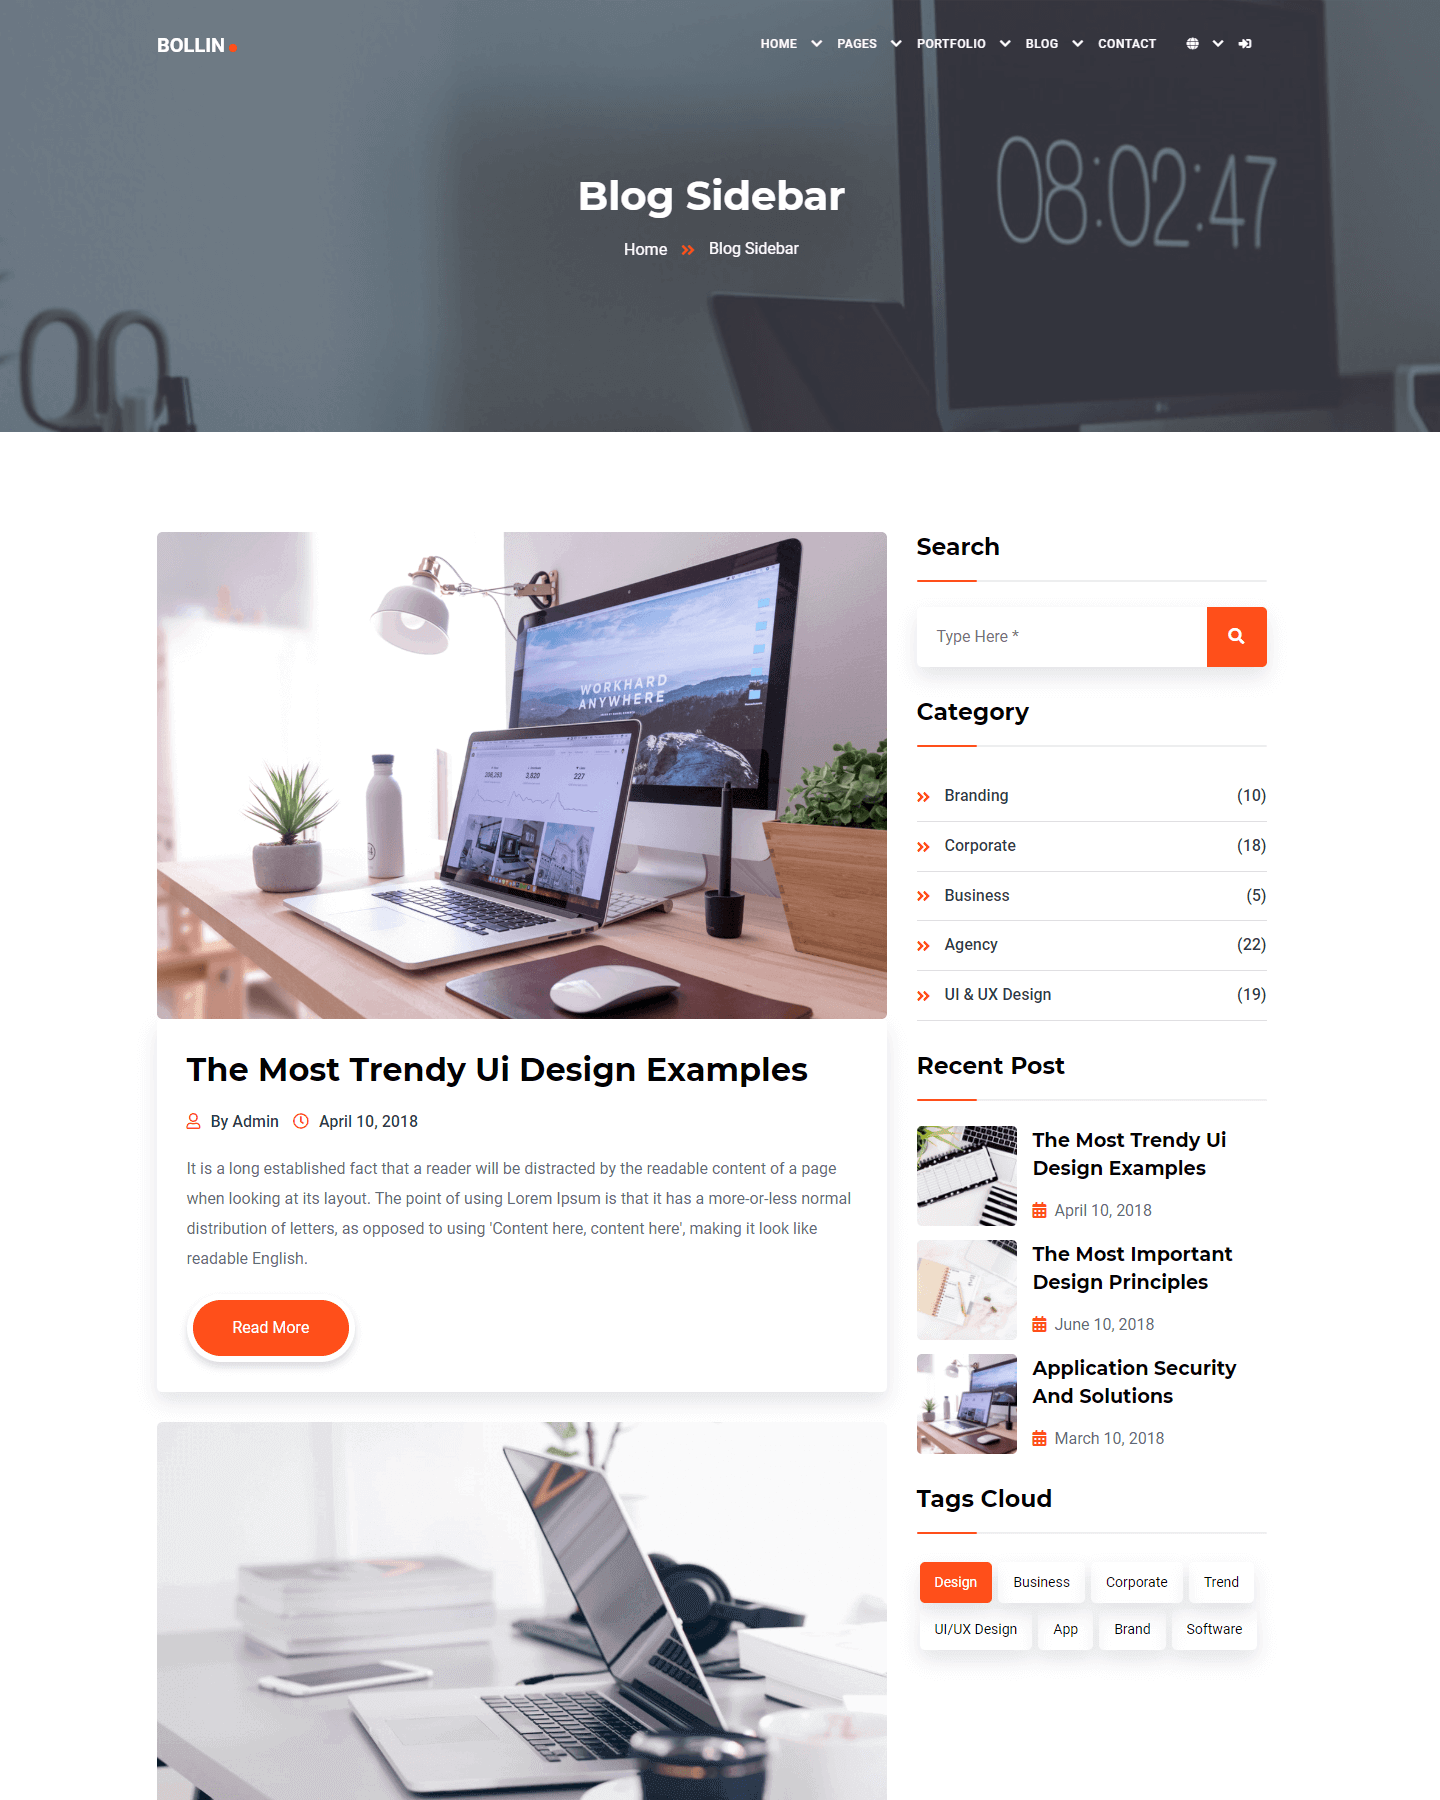 BOLLIN
HOME PAGES PORTFOLIO BLOG CONTACT
08:02:47
Blog Sidebar
Home Blog Sidebar
WORKHARD
ANYWHERE
3,820
227
Search
Type Here *
Category
Branding (10)
Corporate (18)
Business (5)
Agency (22)
UI & UX Design (19)
The Most Trendy Ui Design Examples
By Admin April 10, 2018
It is a long established fact that a reader will be distracted by the readable content of a page
when looking at its layout. The point of using Lorem Ipsum is that it has a more-or-less normal
distribution of letters, as opposed to using 'Content here, content here', making it look like
readable English.
Read More
Recent Post
The Most Trendy Ui
Design Examples
April 10, 2018
The Most Important
Design Principles
June 10, 2018
Application Security
And Solutions
March 10, 2018
Tags Cloud
Design Business Corporate Trend
UI/UX Design App Brand Software